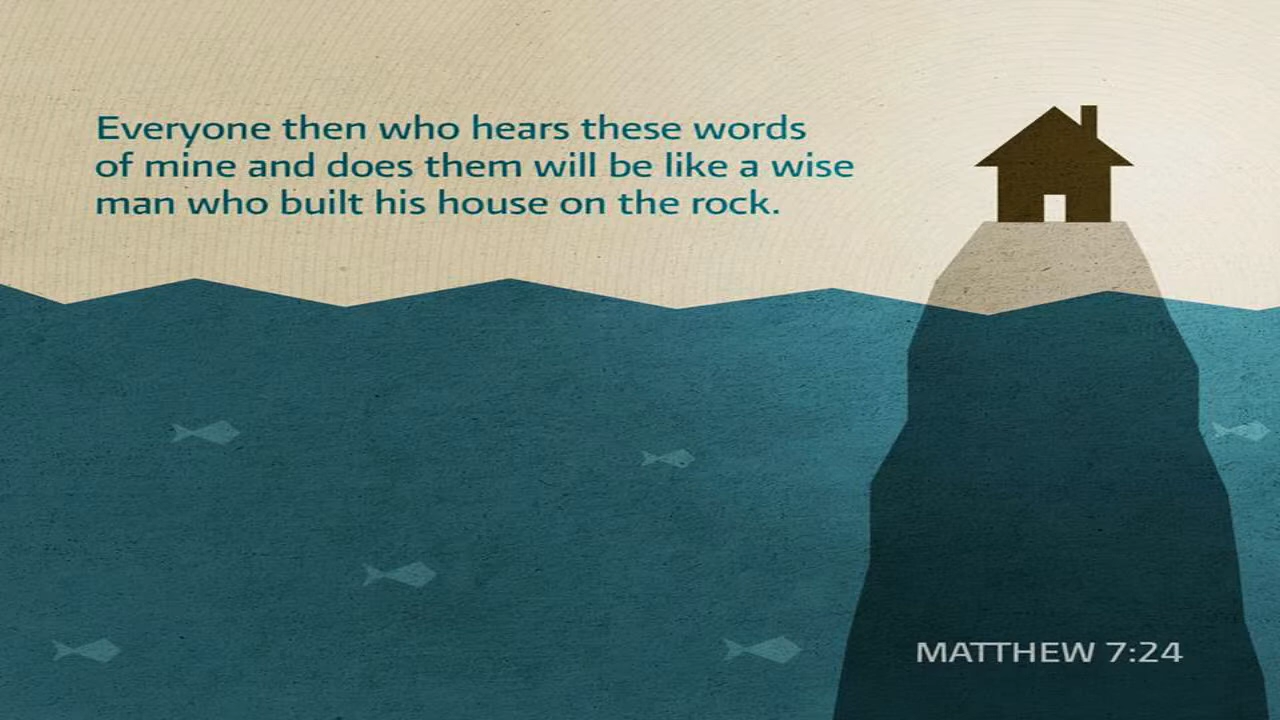 Everyone then who hears these words
of mine and does them will be like a wise
man who built his house on the rock.
MATTHEW 7:24